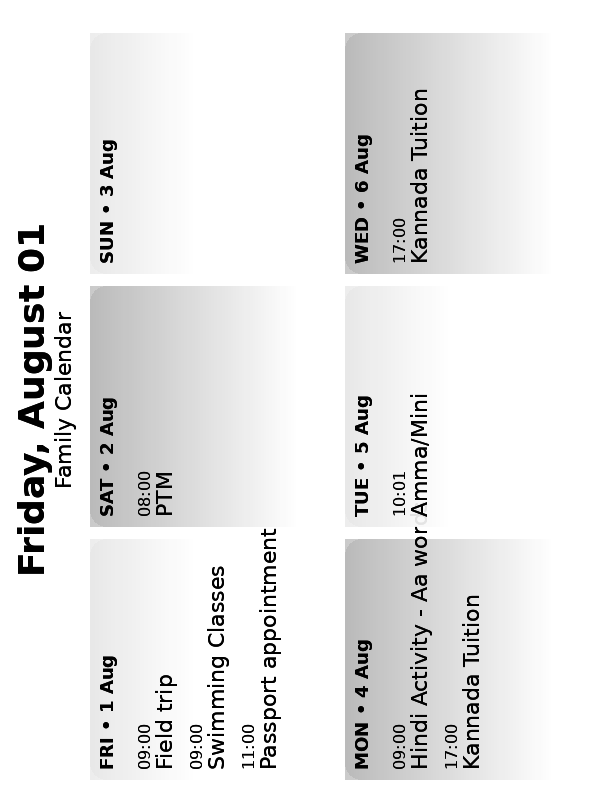 Friday, August 01
Family Calendar
FRI • 1 Aug
09:00
Field trip
09:00
Swimming Classes
11:00
Passport appointment
SAT • 2 Aug
08:00
PTM
SUN • 3 Aug
MON • 4 Aug
09:00
Hindi Activity - Aa wor
17:00
Kannada Tuition
TUE • 5 Aug
10:01
Amma/Mini
WED • 6 Aug
17:00
Kannada Tuition